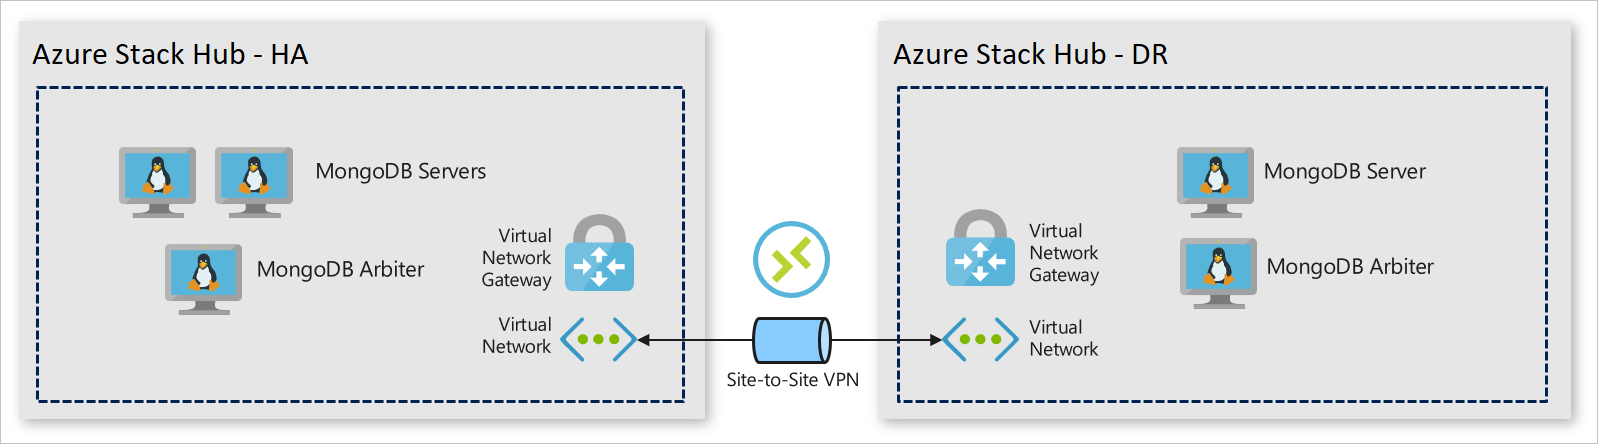 Azure Stack Hub - HA
MongoDB Servers
MongoDB Arbiter
Virtual
Network
Gateway
Virtual
Network
Site-to-Site VPN
Azure Stack Hub - DR
MongoDB Server
MongoDB Arbiter
Virtual
Network
Gateway
Virtual
Network